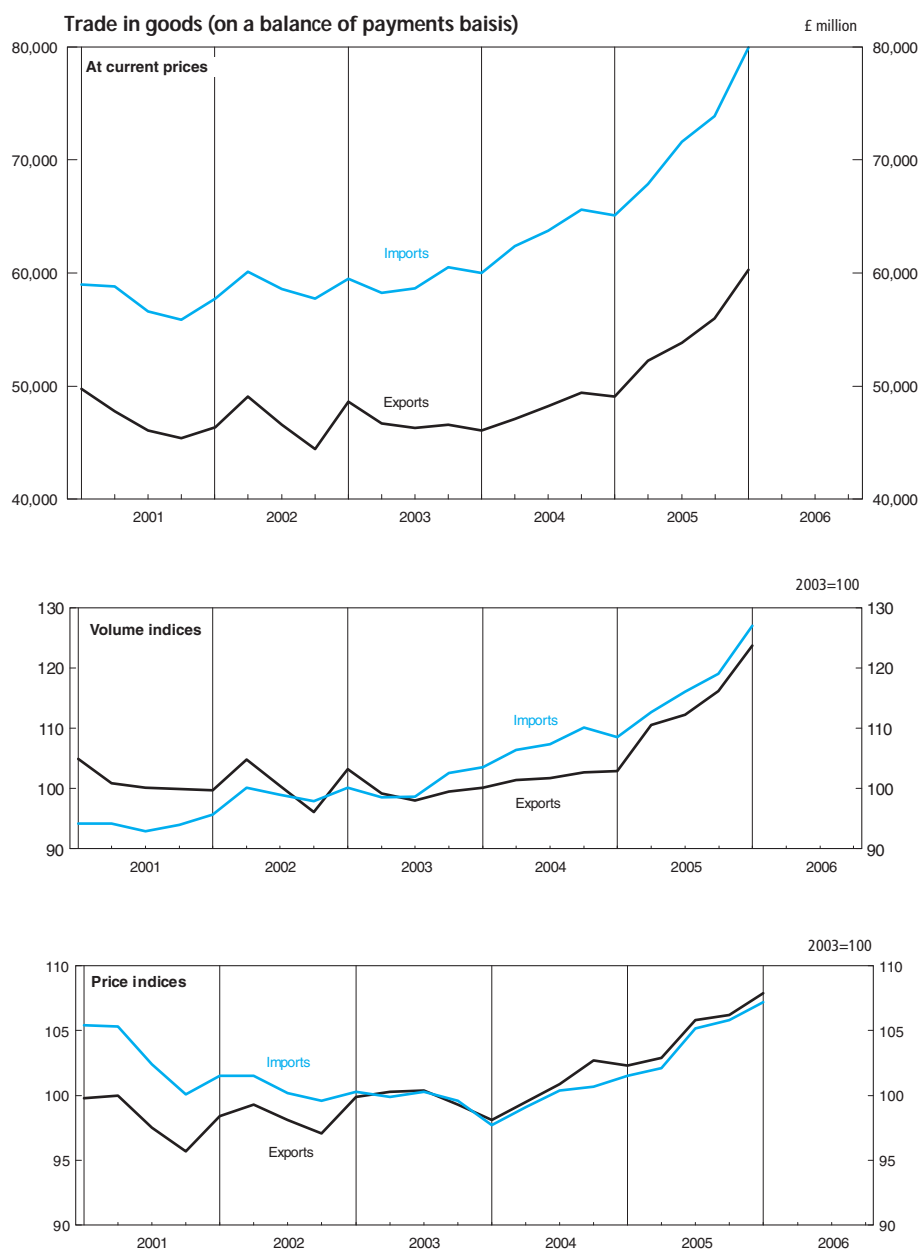 Trade in goods (on a balance of payments baisis)
£ million
80,000 80,000
At current prices
70,000 70,000
Imports
60,000 60,000
50,000 50,000
Exports
40,000 40,000
2001 2002 2003 2004 2005 2006
2003=100
130 130
Volume indices
120 120
Imports
110 110
100 100
Exports
90 90
2001 2002 2003 2004 2005 2006
2003=100
110 110
Price indices
105 105
Imports
100 100
Exports
95 95
90 90
2001 2002 2003 2004 2005 2006